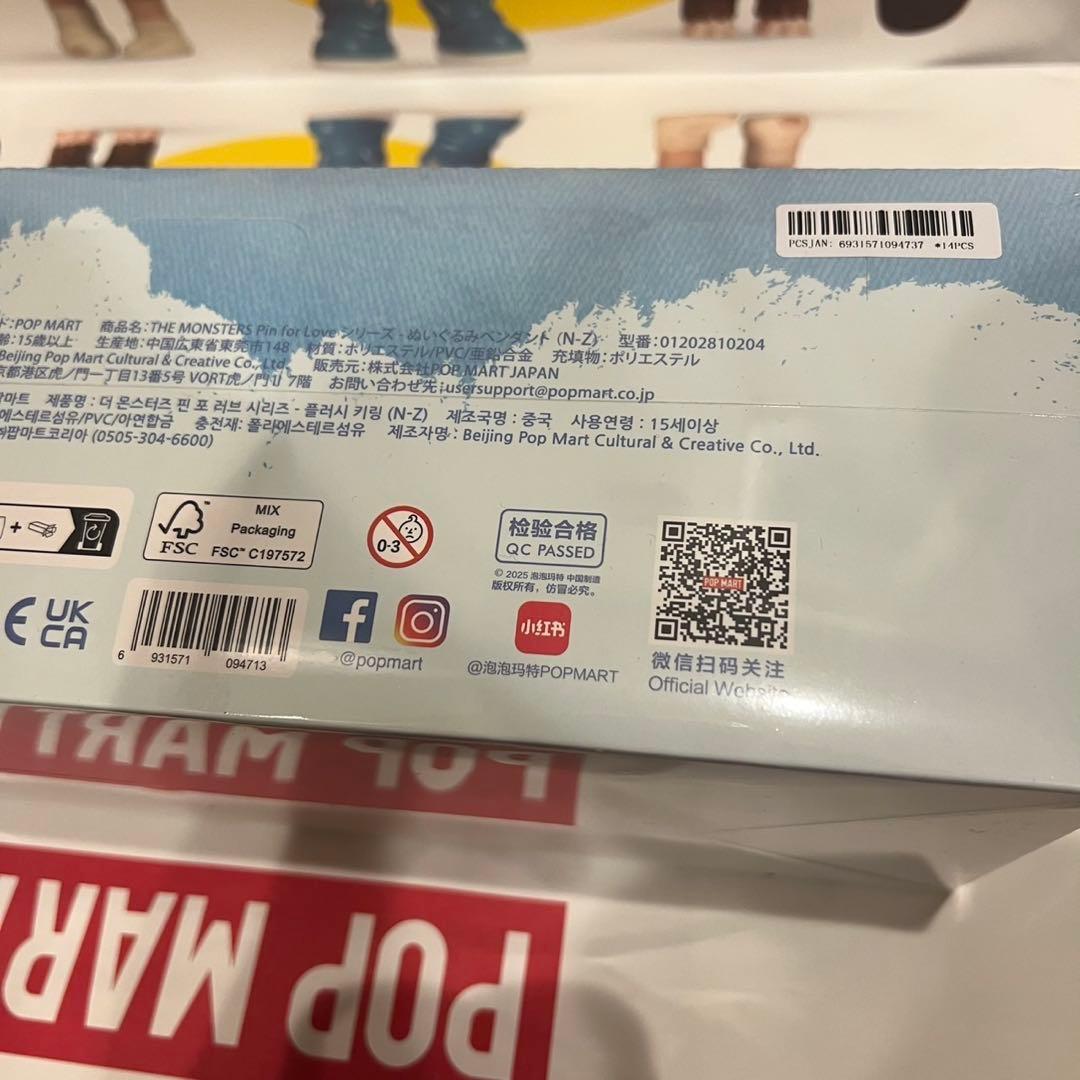 PCSJAN: 6931571094737 *14PCS
ド:POP MART 商品名:THE MONSTERS Pin for Love シリーズ - ぬいぐるみペンダント (N-Z) 型番:01202810204
齢:15歳以上 生産地:中国広東省東莞市148 材質:ポリエステル/PVC/亜鉛合金 充填物:ポリエステル
Beijing Pop Mart Cultural & Creative Co., Ltd. 販売元:株式会社POP MART JAPAN
京都港区虎ノ門一丁目13番5号 VORT虎ノ門II 7階 お問い合わせ先:usersupport@popmart.co.jp
팝마트 제품명 : 더 몬스터즈 핀 포 러브 시리즈 - 플러시 키링 (N-Z) 제조국명 : 중국 사용연령 : 15세이상
에스테르섬유/PVC/아연합금 충전재: 폴리에스테르섬유 제조자명 : Beijing Pop Mart Cultural & Creative Co., Ltd.
㈜팝마트코리아 (0505-304-6600)
FSC™
MIX
Packaging
FSC™ C197572
0-3
检验合格
QC PASSED
© 2025 泡泡玛特 中国制造
版权所有，仿冒必究。
POP MART
CE
UK
CA
6 931571 094713
@popmart
小红书
@泡泡玛特POPMART
微信扫码关注
Official Website
POP MART
POP MART